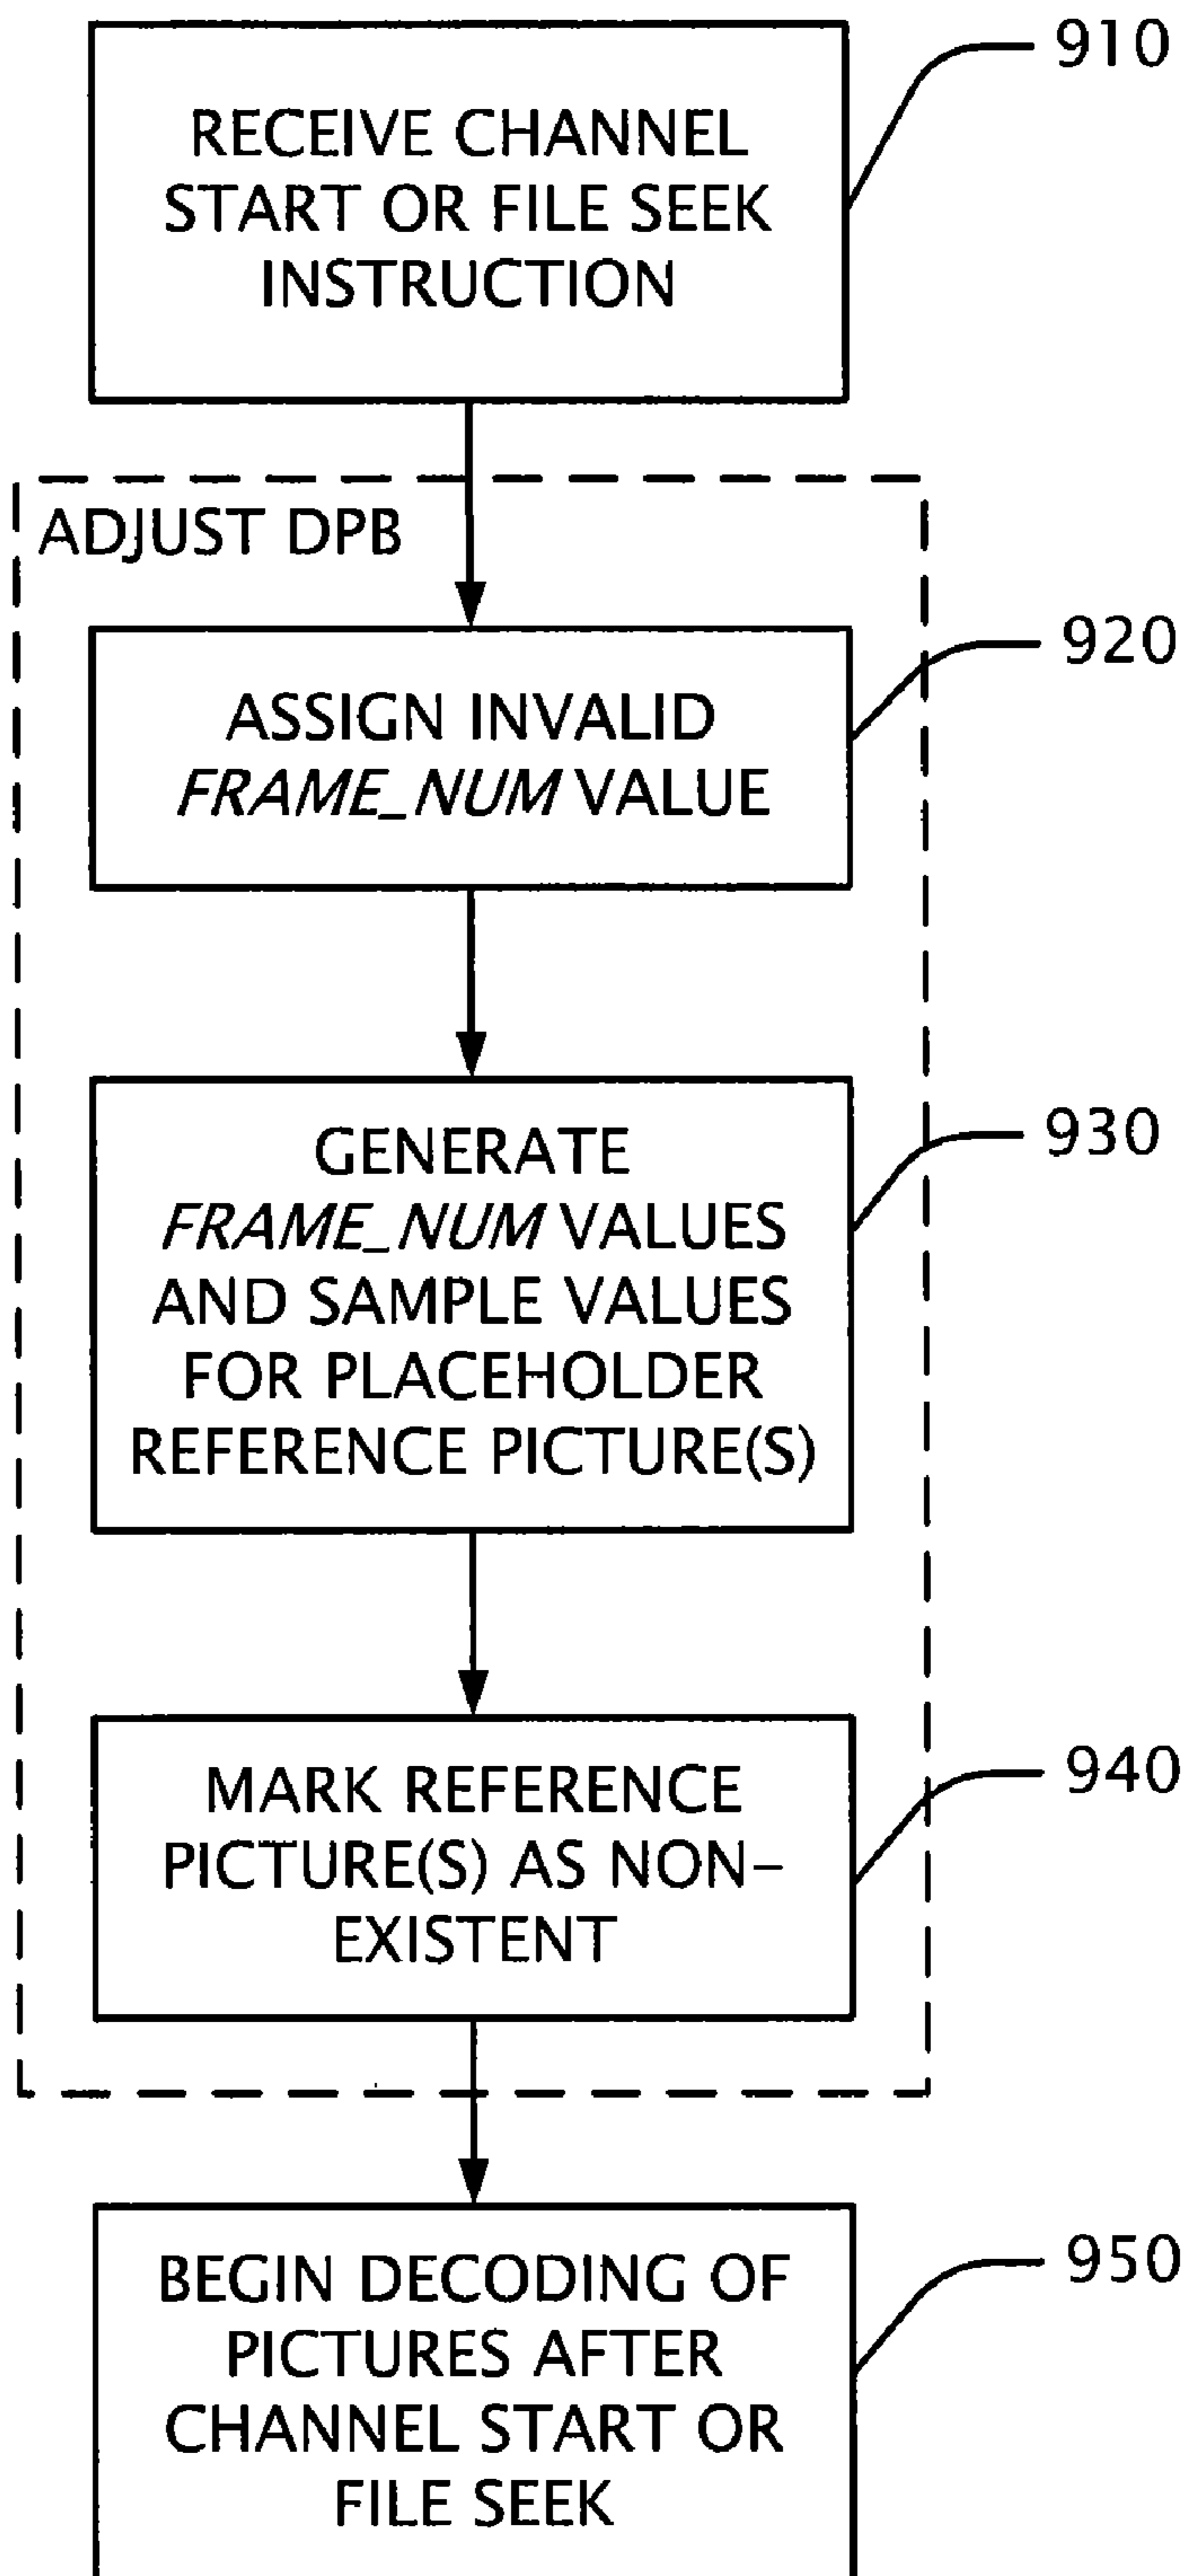 910
RECEIVE CHANNEL
START OR FILE SEEK
INSTRUCTION
ADJUST DPB
920
ASSIGN INVALID
FRAME_NUM VALUE
930
GENERATE
FRAME_NUM VALUES
AND SAMPLE VALUES
FOR PLACEHOLDER
REFERENCE PICTURE(S)
940
MARK REFERENCE
PICTURE(S) AS NON-
EXISTENT
950
BEGIN DECODING OF
PICTURES AFTER
CHANNEL START OR
FILE SEEK